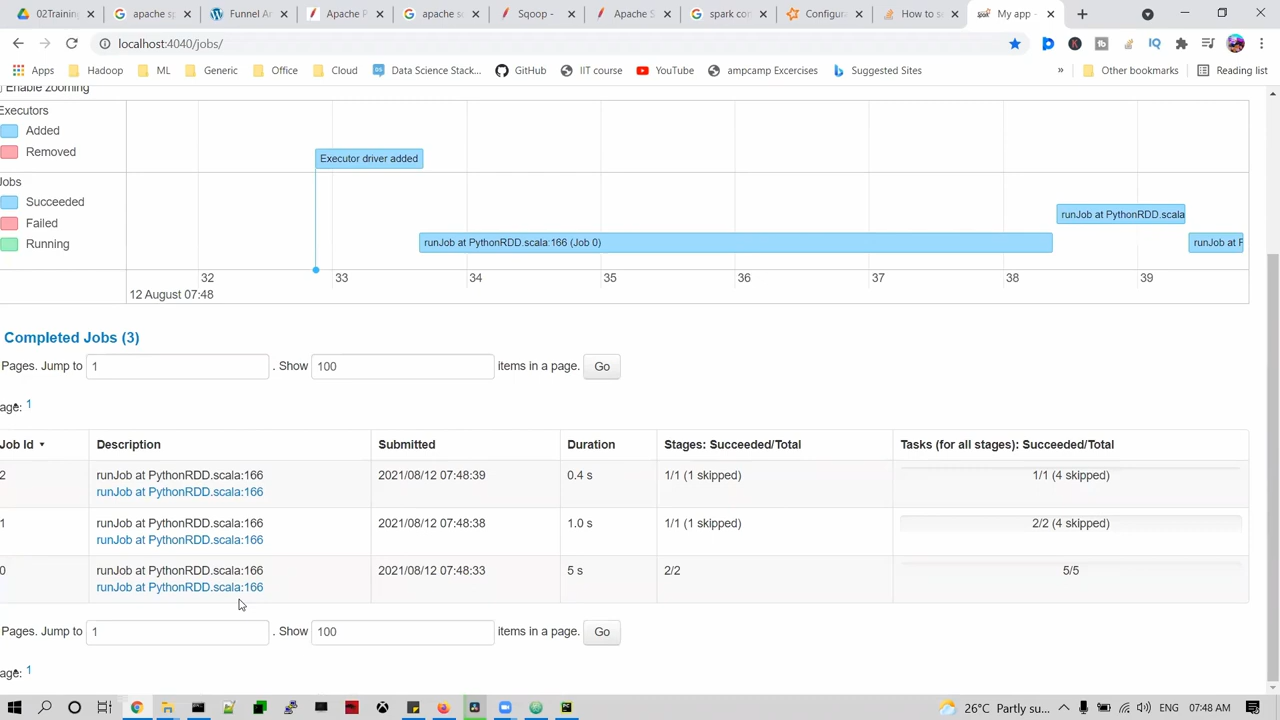 02Training
apache sp
Funnel An
Apache P
apache s
Sqoop -
Apache S
spark con
Configura
How to se
My app -
localhost:4040/jobs/
Apps
Hadoop
ML
Generic
Office
Cloud
Data Science Stack...
GitHub
IIT course
YouTube
ampcamp Excercises
Suggested Sites
»
Other bookmarks
Reading list
Enable zooming
Executors
Added
Removed
Executor driver added
Jobs
Succeeded
Failed
Running
runJob at PythonRDD.scala
runJob at PythonRDD.scala:166 (Job 0)
runJob at P
32 33 34 35 36 37 38 39
12 August 07:48
Completed Jobs (3)
Pages. Jump to 1 . Show 100 items in a page. Go
age: 1
Job Id ▾ Description Submitted Duration Stages: Succeeded/Total Tasks (for all stages): Succeeded/Total
2 runJob at PythonRDD.scala:166 2021/08/12 07:48:39 0.4 s 1/1 (1 skipped) 1/1 (4 skipped)
runJob at PythonRDD.scala:166
1 runJob at PythonRDD.scala:166 2021/08/12 07:48:38 1.0 s 1/1 (1 skipped) 2/2 (4 skipped)
runJob at PythonRDD.scala:166
0 runJob at PythonRDD.scala:166 2021/08/12 07:48:33 5 s 2/2 5/5
runJob at PythonRDD.scala:166
Pages. Jump to 1 . Show 100 items in a page. Go
age: 1
26°C Partly su... ENG 07:48 AM